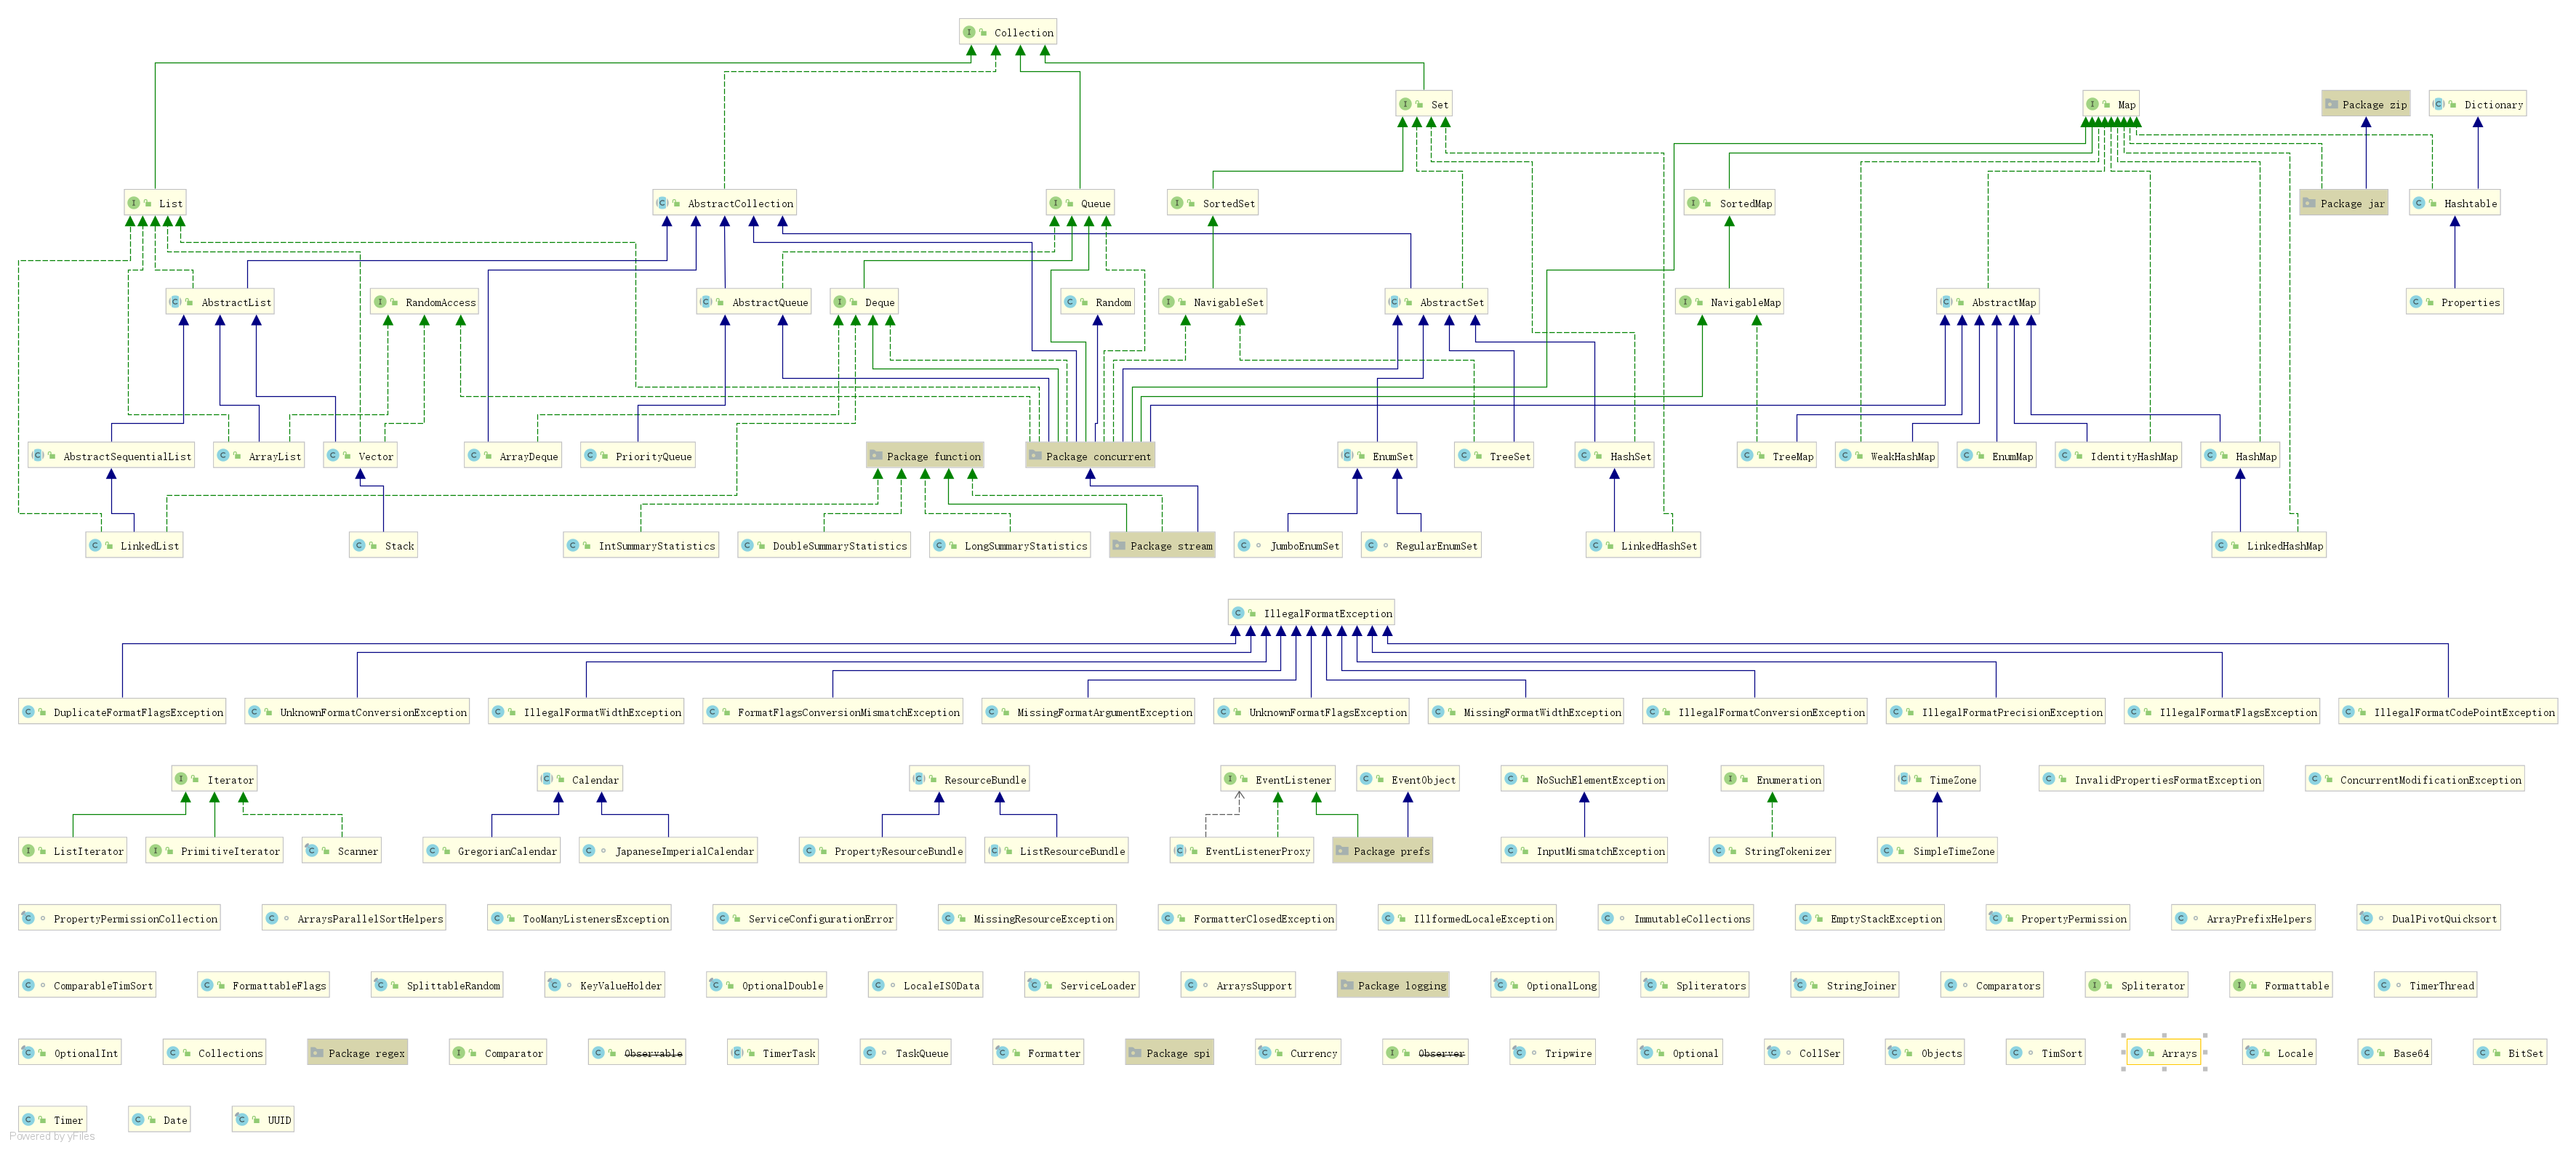 Collection
Set
Map
Package zip
Dictionary
List
AbstractCollection
Queue
SortedSet
SortedMap
Package jar
Hashtable
AbstractList
RandomAccess
AbstractQueue
Deque
Random
NavigableSet
AbstractSet
NavigableMap
AbstractMap
Properties
AbstractSequentialList
ArrayList
Vector
ArrayDeque
PriorityQueue
Package function
Package concurrent
EnumSet
TreeSet
HashSet
TreeMap
WeakHashMap
EnumMap
IdentityHashMap
HashMap
LinkedList
Stack
IntSummaryStatistics
DoubleSummaryStatistics
LongSummaryStatistics
Package stream
JumboEnumSet
RegularEnumSet
LinkedHashSet
LinkedHashMap
IllegalFormatException
DuplicateFormatFlagsException
UnknownFormatConversionException
IllegalFormatWidthException
FormatFlagsConversionMismatchException
MissingFormatArgumentException
UnknownFormatFlagsException
MissingFormatWidthException
IllegalFormatConversionException
IllegalFormatPrecisionException
IllegalFormatFlagsException
IllegalFormatCodePointException
Iterator
Calendar
ResourceBundle
EventListener
EventObject
NoSuchElementException
Enumeration
TimeZone
InvalidPropertiesFormatException
ConcurrentModificationException
ListIterator
PrimitiveIterator
Scanner
GregorianCalendar
JapaneseImperialCalendar
PropertyResourceBundle
ListResourceBundle
EventListenerProxy
Package prefs
InputMismatchException
StringTokenizer
SimpleTimeZone
PropertyPermissionCollection
ArraysParallelSortHelpers
TooManyListenersException
ServiceConfigurationError
MissingResourceException
FormatterClosedException
IllformedLocaleException
ImmutableCollections
EmptyStackException
PropertyPermission
ArrayPrefixHelpers
DualPivotQuicksort
ComparableTimSort
FormattableFlags
SplittableRandom
KeyValueHolder
OptionalDouble
LocaleISOData
ServiceLoader
ArraysSupport
Package logging
OptionalLong
Spliterators
StringJoiner
Comparators
Spliterator
Formattable
TimerThread
OptionalInt
Collections
Package regex
Comparator
Observable
TimerTask
TaskQueue
Formatter
Package spi
Currency
Observer
Tripwire
Optional
CollSer
Objects
TimSort
Arrays
Locale
Base64
BitSet
Timer
Date
UUID
Powered by yFiles